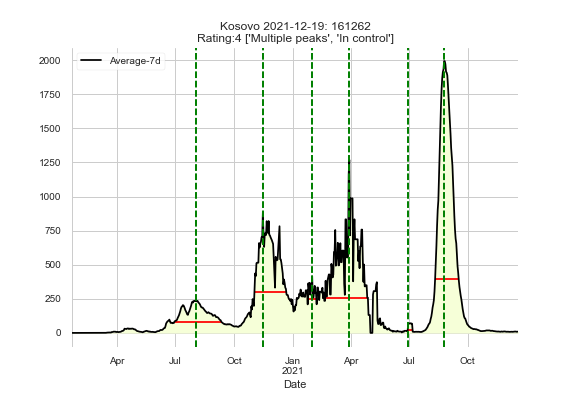 Kosovo 2021-12-19: 161262
Rating:4 ['Multiple peaks', 'In control']
Average-7d
2000
1750
1500
1250
1000
750
500
250
0
Apr Jul Oct Jan Apr Jul Oct
2021
Date